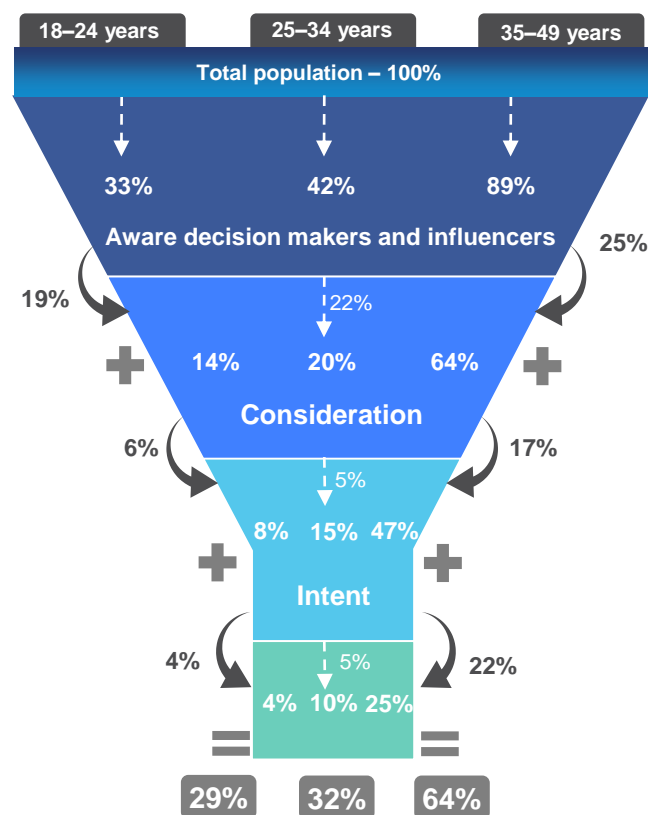 18–24 years 25–34 years 35–49 years
Total population – 100%
33% 42% 89%
Aware decision makers and influencers
25%
19%
22%
14% 20% 64%
Consideration
6% 17%
5%
8% 15% 47%
Intent
4% 5% 22%
4% 10% 25%
29% 32% 64%